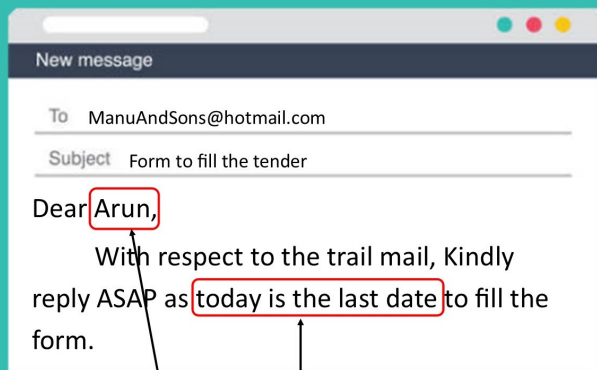 New message
To ManuAndSons@hotmail.com
Subject Form to fill the tender
Dear Arun,
With respect to the trail mail, Kindly
reply ASAP as today is the last date to fill the
form.